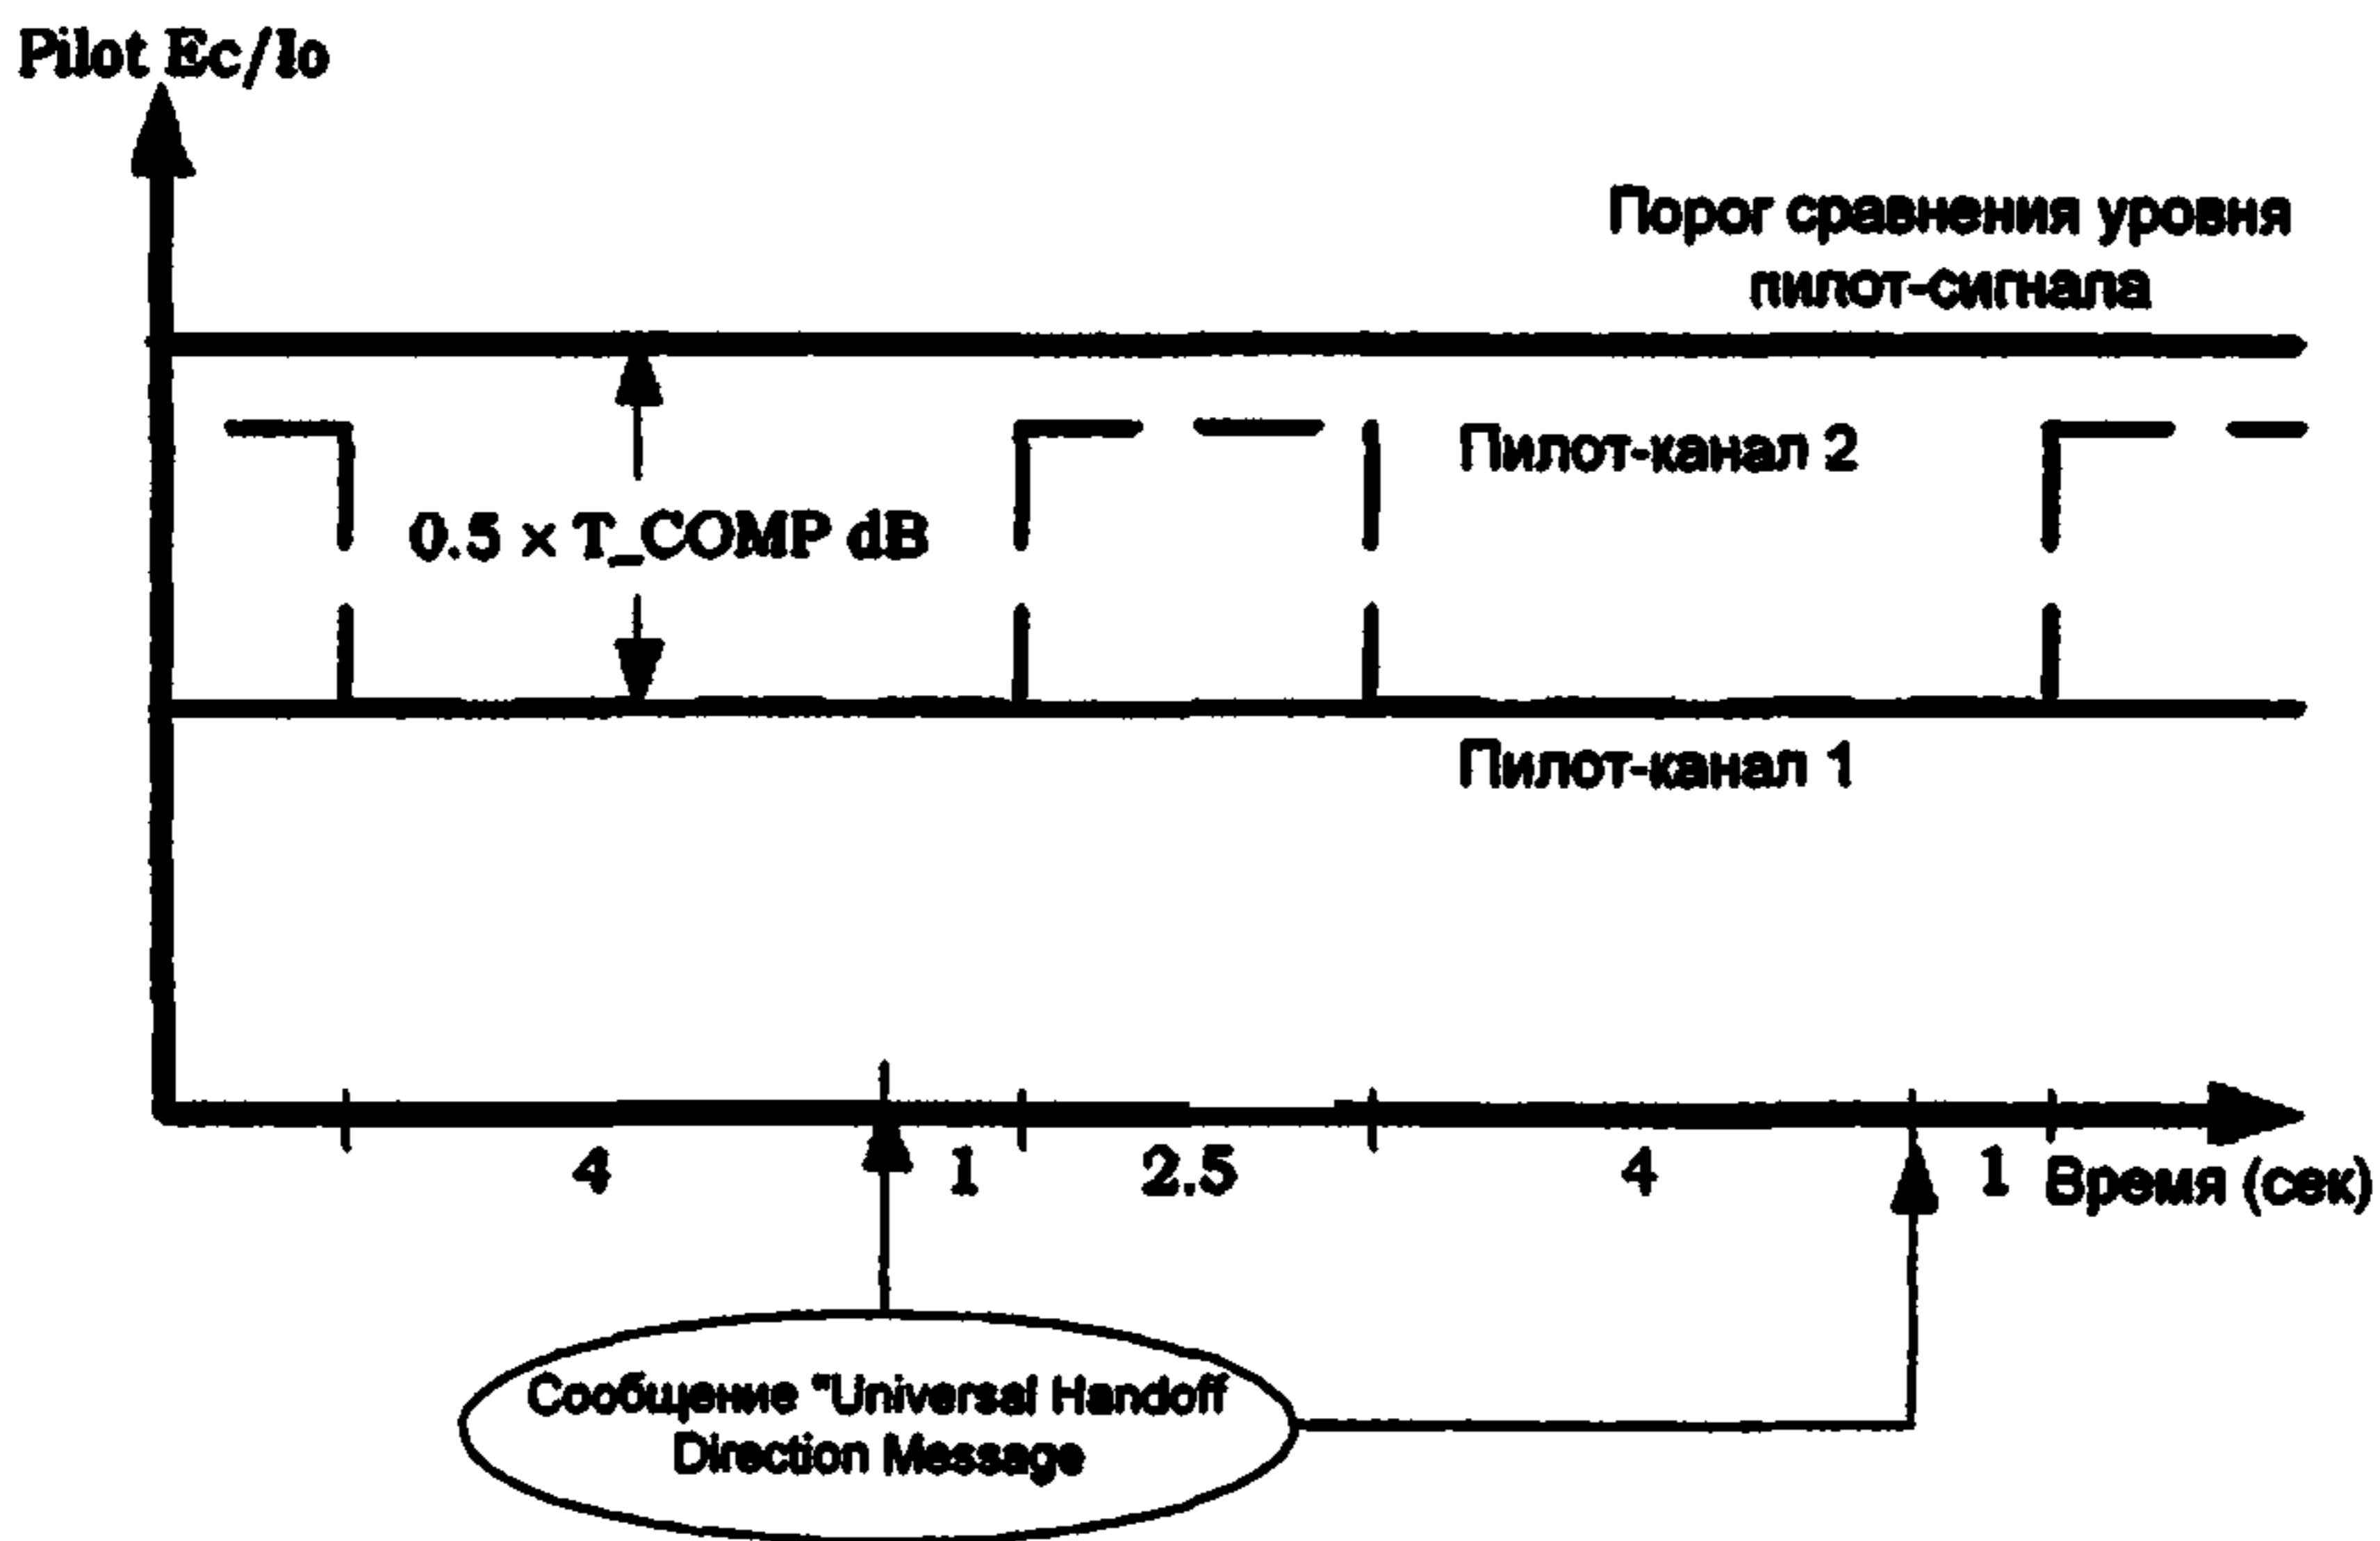 Pilot Ec/Io
Порог сравнения уровня
пилот-сигнала
Пилот-канал 2
0.5 × T_COMP dB
Пилот-канал 1
4
1
2.5
4
1
Время (сек)
Сообщение "Universal Handoff
Direction Message